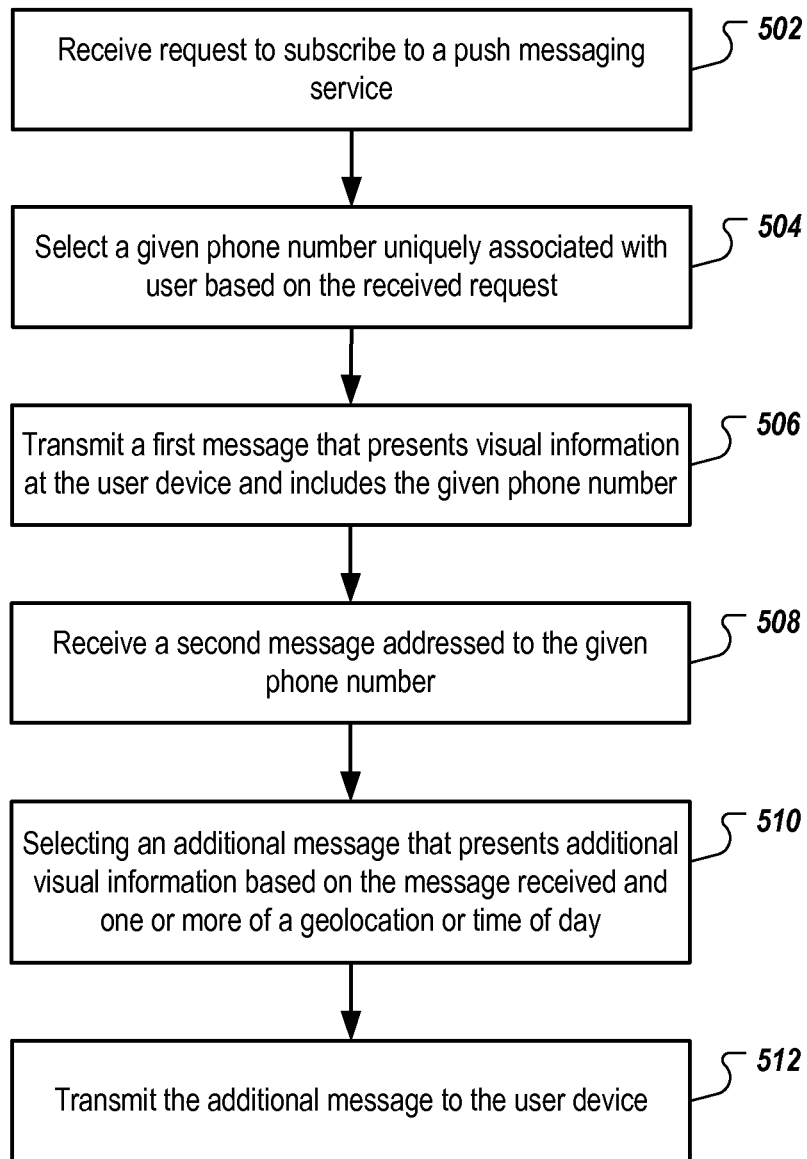 Receive request to subscribe to a push messaging
service
502
Select a given phone number uniquely associated with
user based on the received request
504
Transmit a first message that presents visual information
at the user device and includes the given phone number
506
Receive a second message addressed to the given
phone number
508
Selecting an additional message that presents additional
visual information based on the message received and
one or more of a geolocation or time of day
510
Transmit the additional message to the user device
512